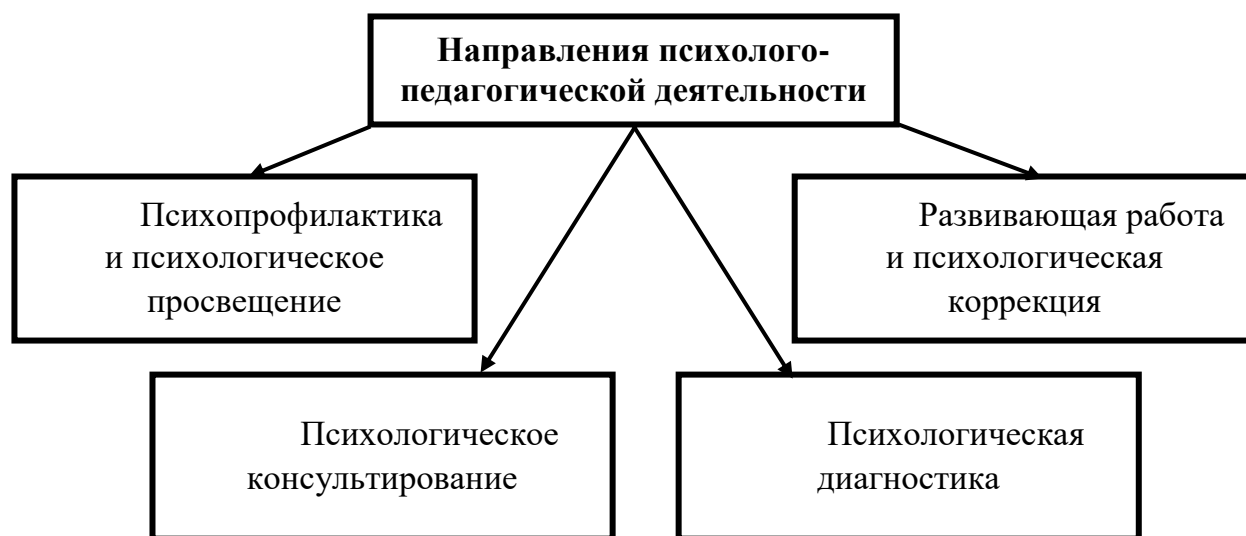 Направления психолого-
педагогической деятельности
Психопрофилактика
и психологическое
просвещение
Развивающая работа
и психологическая
коррекция
Психологическое
консультирование
Психологическая
диагностика